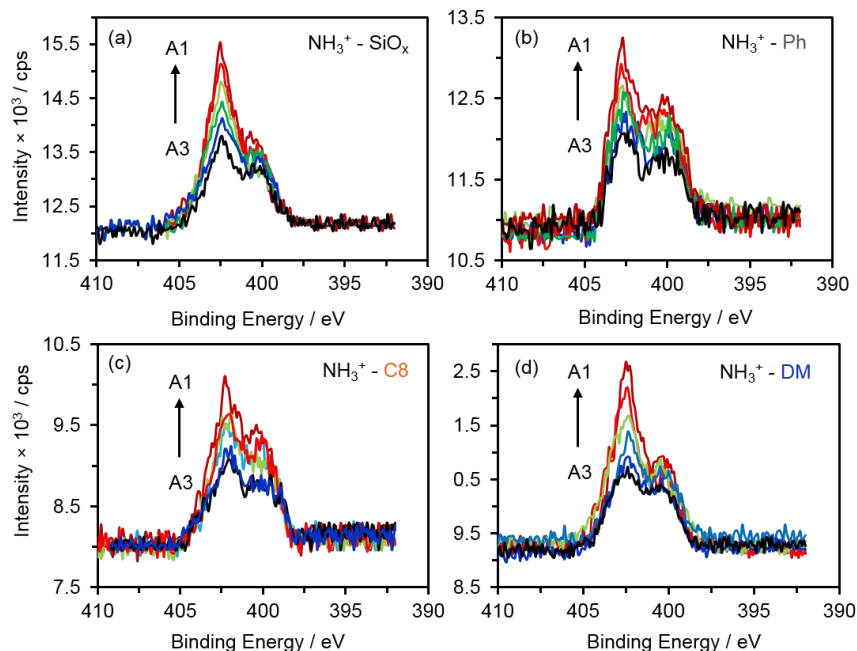 (a)
NH₃⁺ - SiOₓ
A1
A3
15.5
14.5
13.5
12.5
11.5
410 405 400 395 390
Binding Energy / eV
Intensity × 10³ / cps
(b)
NH₃⁺ - Ph
A1
A3
13.5
12.5
11.5
10.5
410 405 400 395 390
Binding Energy / eV
(c)
NH₃⁺ - C8
A1
A3
10.5
9.5
8.5
7.5
410 405 400 395 390
Binding Energy / eV
Intensity × 10³ / cps
(d)
NH₃⁺ - DM
A1
A3
2.5
1.5
0.5
9.5
8.5
410 405 400 395 390
Binding Energy / eV